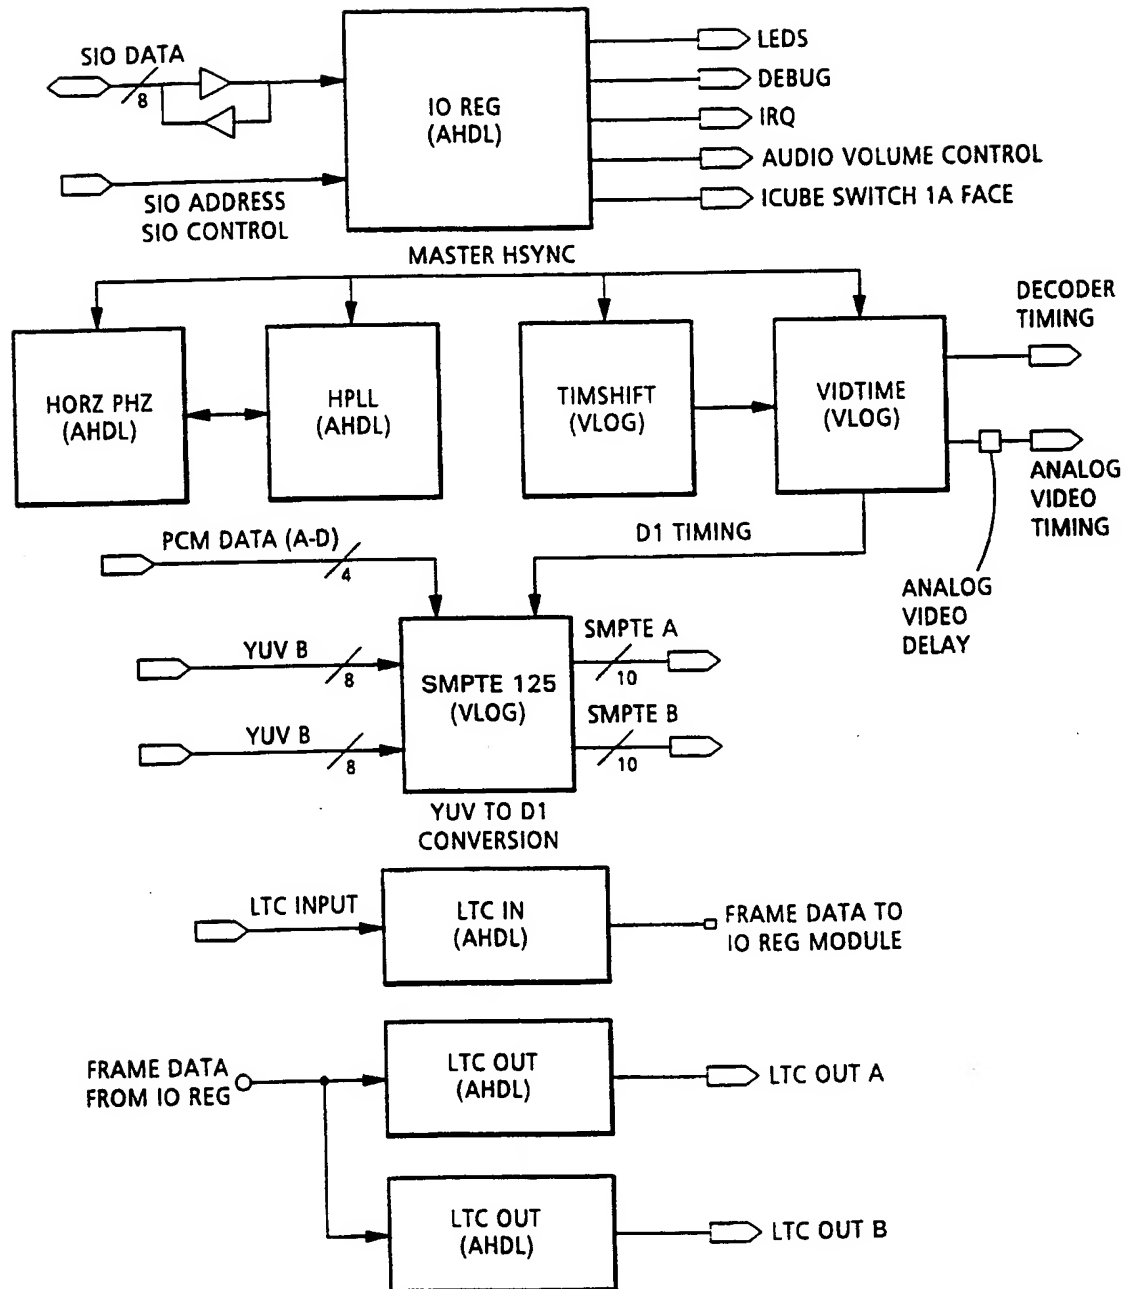 SIO DATA
8
IO REG
(AHDL)
LEDS
DEBUG
IRQ
AUDIO VOLUME CONTROL
ICUBE SWITCH 1A FACE
SIO ADDRESS
SIO CONTROL
MASTER HSYNC
DECODER
TIMING
HORZ PHZ
(AHDL)
HPLL
(AHDL)
TIMSHIFT
(VLOG)
VIDTIME
(VLOG)
ANALOG
VIDEO
TIMING
PCM DATA (A-D)
4
D1 TIMING
ANALOG
VIDEO
DELAY
YUV B
8
YUV B
8
SMPTE 125
(VLOG)
SMPTE A
10
SMPTE B
10
YUV TO D1
CONVERSION
LTC INPUT
LTC IN
(AHDL)
FRAME DATA TO
IO REG MODULE
FRAME DATA
FROM IO REG
LTC OUT
(AHDL)
LTC OUT A
LTC OUT
(AHDL)
LTC OUT B